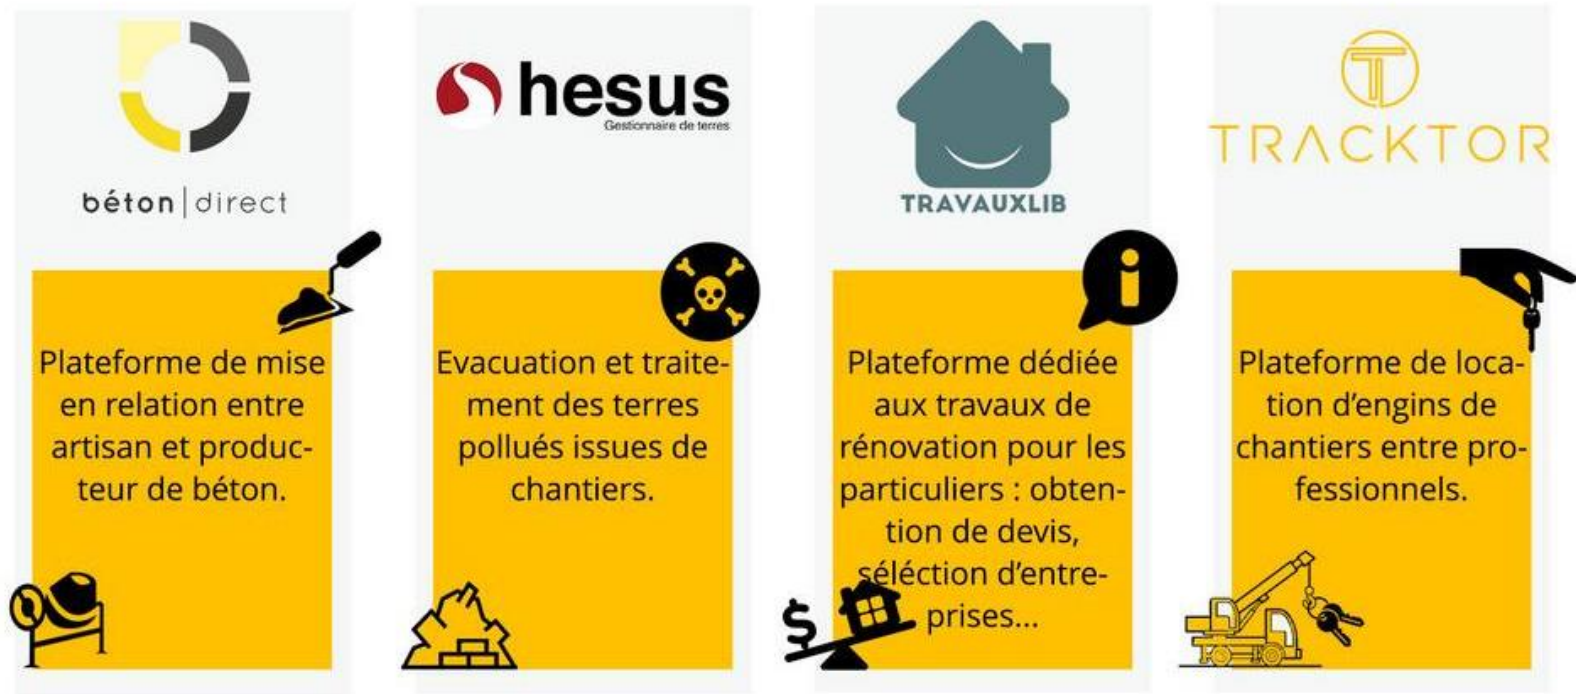 béton|direct
Plateforme de mise
en relation entre
artisan et produc-
teur de béton.
hesus
Gestionnaire de terres
Evacuation et traite-
ment des terres
pollués issues de
chantiers.
TRAVAUXLIB
i
Plateforme dédiée
aux travaux de
rénovation pour les
particuliers : obten-
tion de devis,
séléction d'entre-
prises...
$
T
TRACKTOR
Plateforme de loca-
tion d'engins de
chantiers entre pro-
fessionnels.